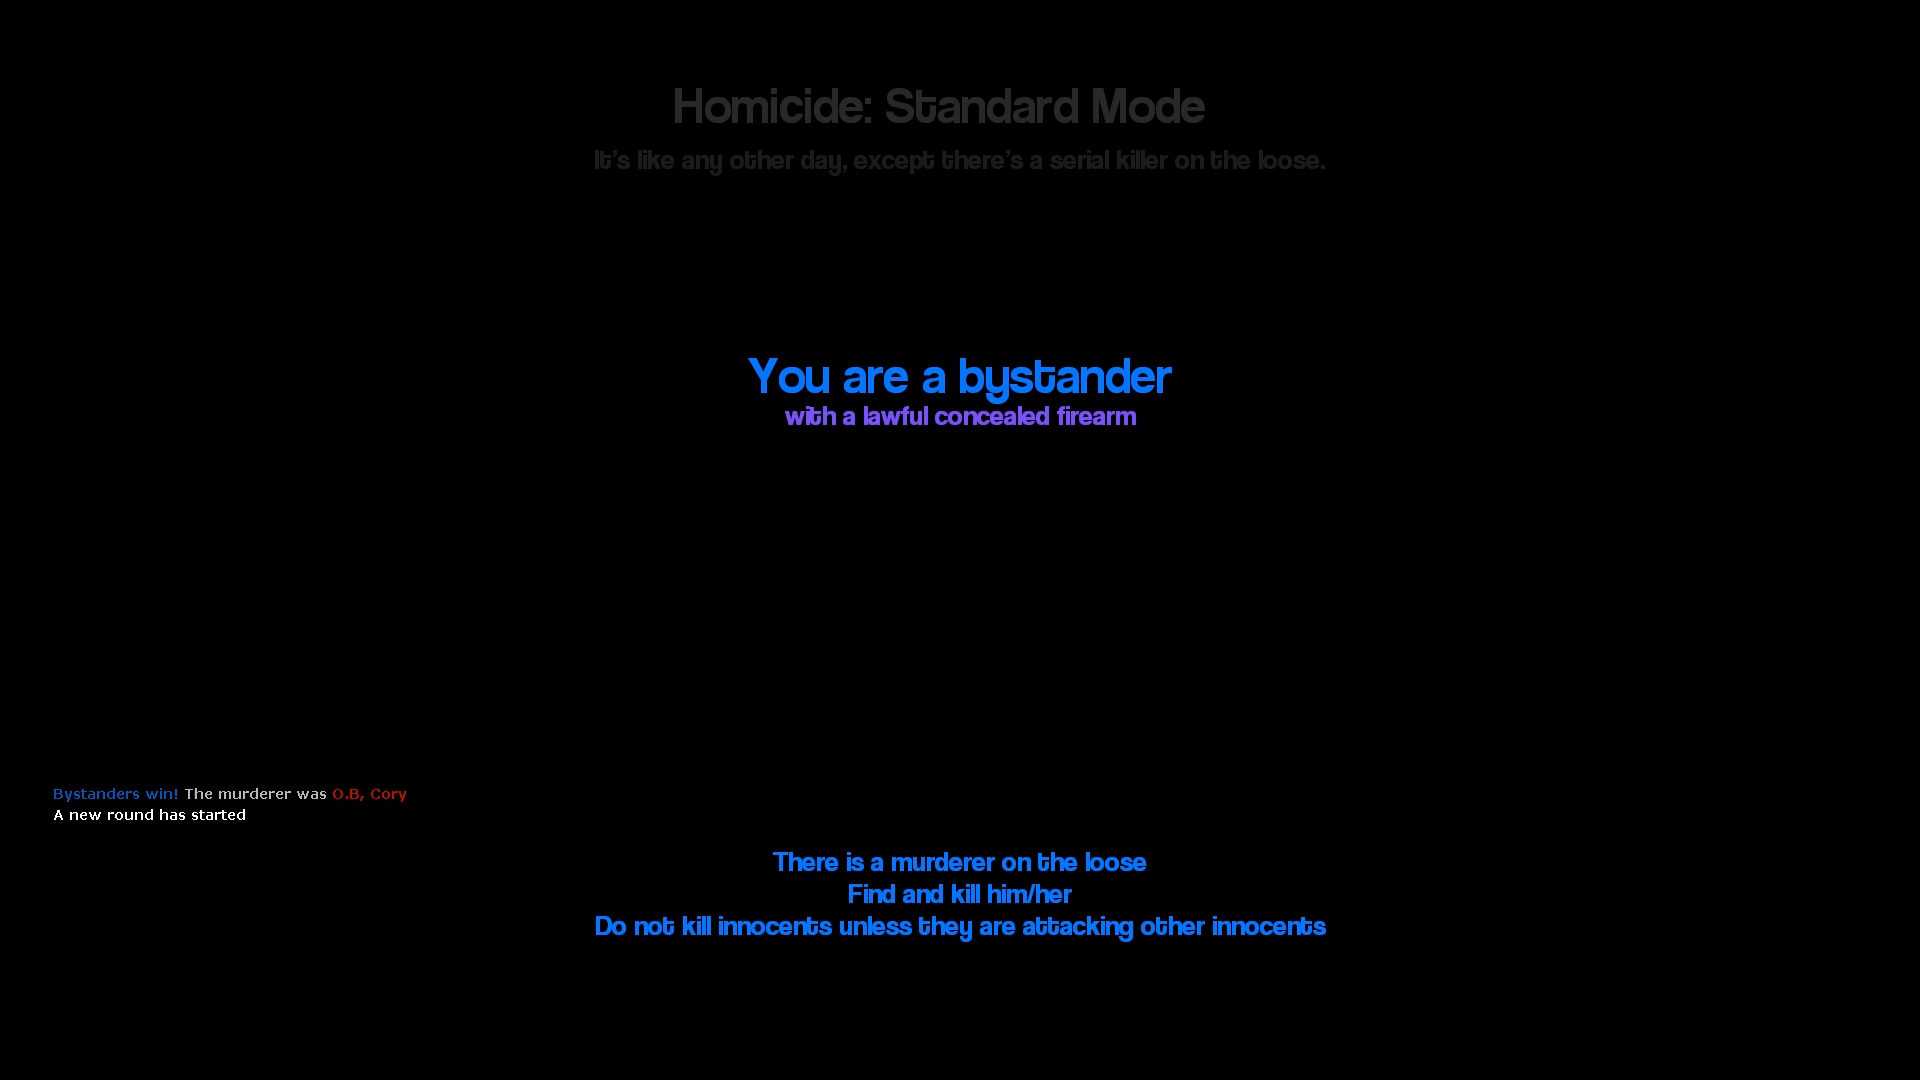 Homicide: Standard Mode
It's like any other day, except there's a serial killer on the loose.
You are a bystander
with a lawful concealed firearm
Bystanders win! The murderer was O.B, Cory
A new round has started
There is a murderer on the loose
Find and kill him/her
Do not kill innocents unless they are attacking other innocents